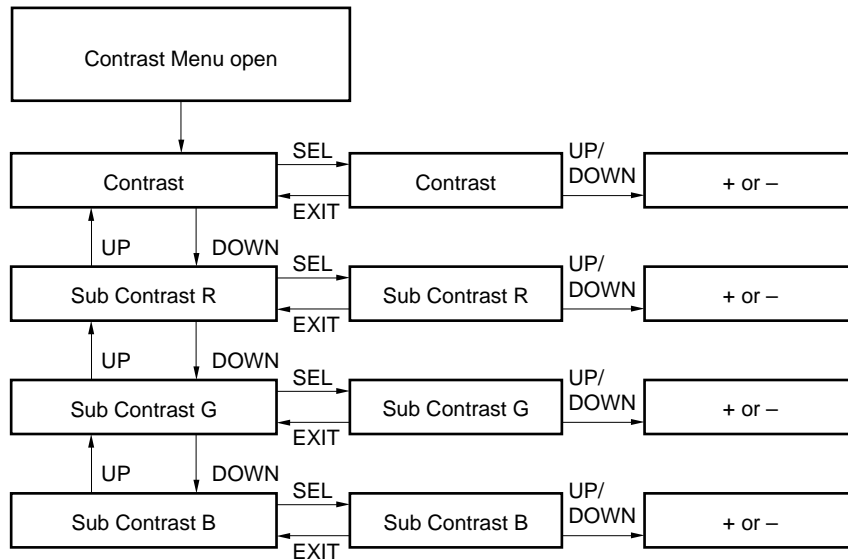 Contrast Menu open
SEL
UP/
DOWN
Contrast
Contrast
+ or –
EXIT
UP
DOWN
SEL
UP/
DOWN
Sub Contrast R
Sub Contrast R
+ or –
EXIT
UP
DOWN
SEL
UP/
DOWN
Sub Contrast G
Sub Contrast G
+ or –
EXIT
UP
DOWN
SEL
UP/
DOWN
Sub Contrast B
Sub Contrast B
+ or –
EXIT